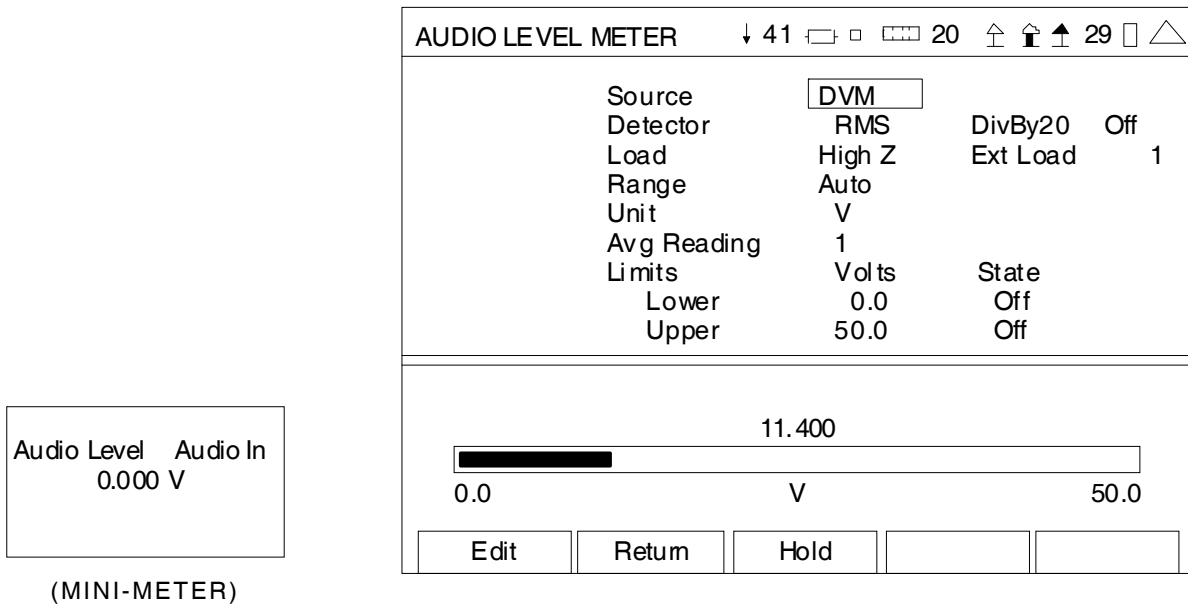 AUDIO LEVEL METER 41 20 29
Source DVM
Detector RMS DivBy20 Off
Load High Z Ext Load 1
Range Auto
Unit V
Avg Reading 1
Limits Volts State
Lower 0.0 Off
Upper 50.0 Off
11.400
0.0 V 50.0
Edit Return Hold
Audio Level Audio In
0.000 V
(MINI-METER)